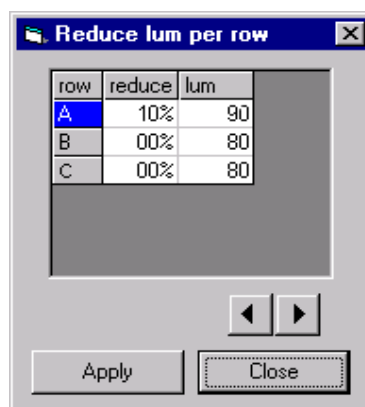 Reduce lum per row
row reduce lum
A 10% 90
B 00% 80
C 00% 80
Apply Close